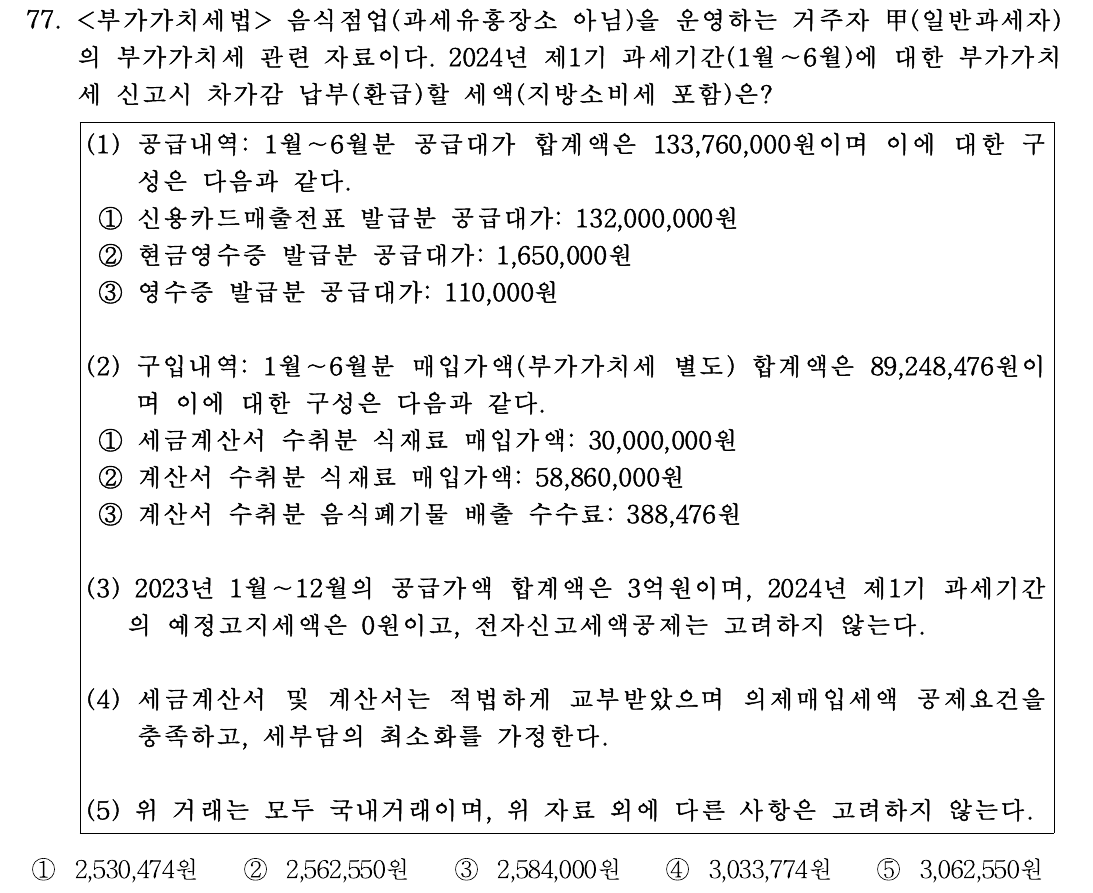 77. <부가가치세법> 음식점업(과세유흥장소 아님)을 운영하는 거주자 甲(일반과세자)
의 부가가치세 관련 자료이다. 2024년 제1기 과세기간(1월~6월)에 대한 부가가치
세 신고시 차가감 납부(환급)할 세액(지방소비세 포함)은?
(1) 공급내역: 1월~6월분 공급대가 합계액은 133,760,000원이며 이에 대한 구
성은 다음과 같다.
① 신용카드매출전표 발급분 공급대가: 132,000,000원
② 현금영수증 발급분 공급대가: 1,650,000원
③ 영수증 발급분 공급대가: 110,000원
(2) 구입내역: 1월~6월분 매입가액(부가가치세 별도) 합계액은 89,248,476원이
며 이에 대한 구성은 다음과 같다.
① 세금계산서 수취분 식재료 매입가액: 30,000,000원
② 계산서 수취분 식재료 매입가액: 58,860,000원
③ 계산서 수취분 음식폐기물 배출 수수료: 388,476원
(3) 2023년 1월~12월의 공급가액 합계액은 3억원이며, 2024년 제1기 과세기간
의 예정고지세액은 0원이고, 전자신고세액공제는 고려하지 않는다.
(4) 세금계산서 및 계산서는 적법하게 교부받았으며 의제매입세액 공제요건을
충족하고, 세부담의 최소화를 가정한다.
(5) 위 거래는 모두 국내거래이며, 위 자료 외에 다른 사항은 고려하지 않는다.
① 2,530,474원 ② 2,562,550원 ③ 2,584,000원 ④ 3,033,774원 ⑤ 3,062,550원